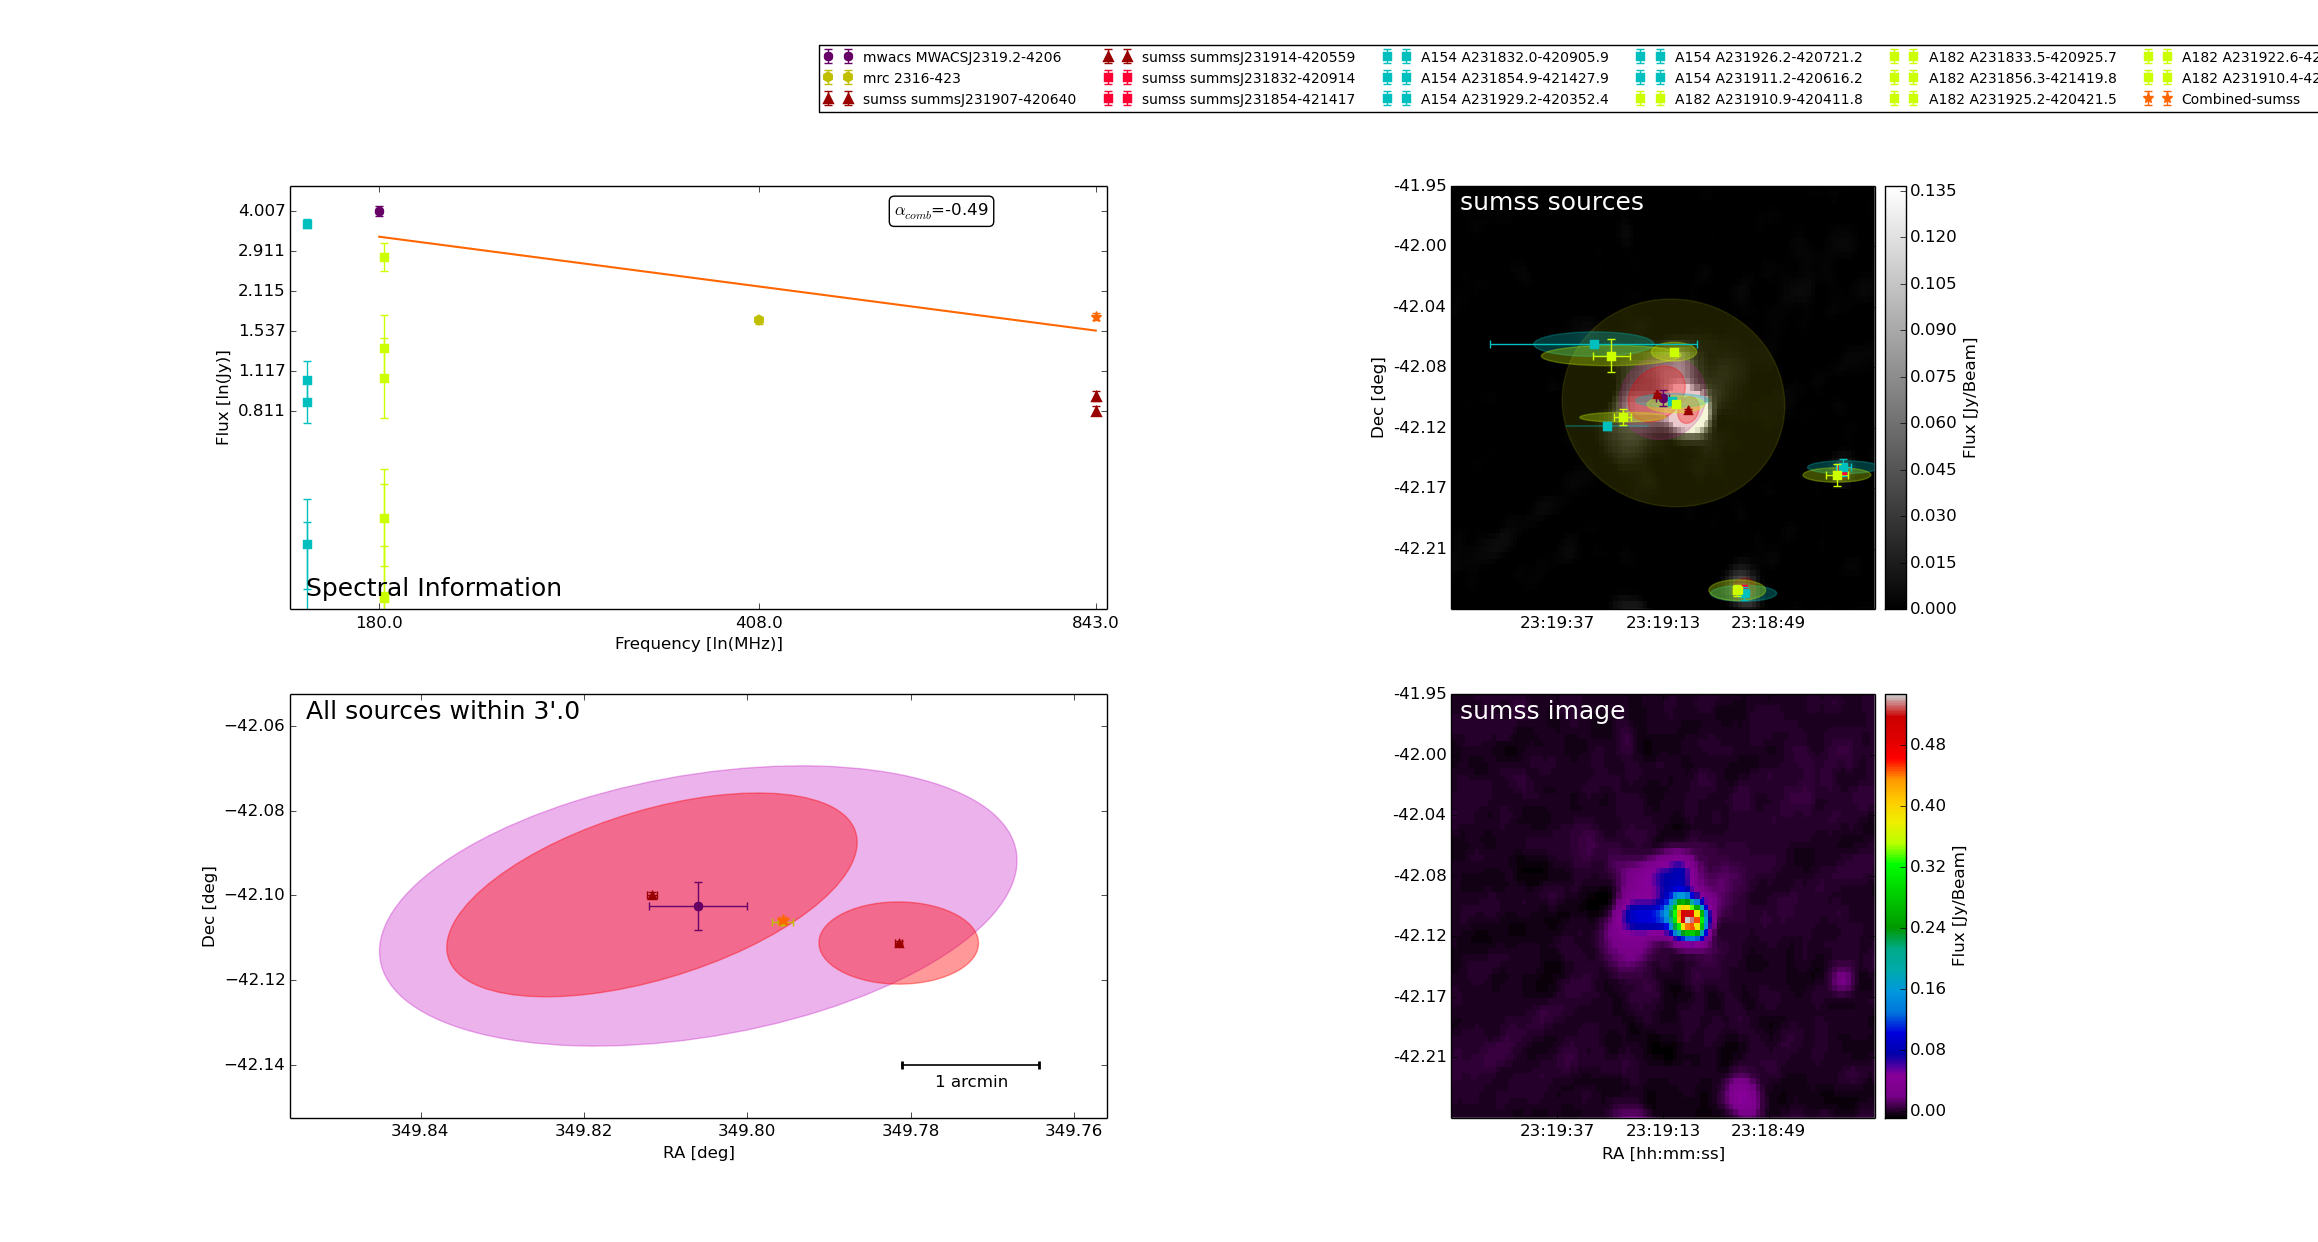 mwacs MWACSJ2319.2-4206
mrc 2316-423
sumss summsJ231907-420640
sumss summsJ231914-420559
sumss summsJ231832-420914
sumss summsJ231854-421417
A154 A231832.0-420905.9
A154 A231854.9-421427.9
A154 A231929.2-420352.4
A154 A231926.2-420721.2
A154 A231911.2-420616.2
A182 A231910.9-420411.8
A182 A231833.5-420925.7
A182 A231856.3-421419.8
A182 A231925.2-420421.5
A182 A231922.6-42
A182 A231910.4-42
Combined-sumss
4.007
2.911
2.115
1.537
1.117
0.811
Flux [ln(Jy)]
α_comb=-0.49
Spectral Information
180.0 408.0 843.0
Frequency [ln(MHz)]
sumss sources
-41.95
-42.00
-42.04
-42.08
-42.12
-42.17
-42.21
Dec [deg]
23:19:37 23:19:13 23:18:49
0.135
0.120
0.105
0.090
0.075
0.060
0.045
0.030
0.015
0.000
Flux [Jy/Beam]
All sources within 3'.0
−42.06
−42.08
−42.10
−42.12
−42.14
Dec [deg]
1 arcmin
349.84 349.82 349.80 349.78 349.76
RA [deg]
sumss image
-41.95
-42.00
-42.04
-42.08
-42.12
-42.17
-42.21
Dec [deg]
23:19:37 23:19:13 23:18:49
RA [hh:mm:ss]
0.48
0.40
0.32
0.24
0.16
0.08
0.00
Flux [Jy/Beam]